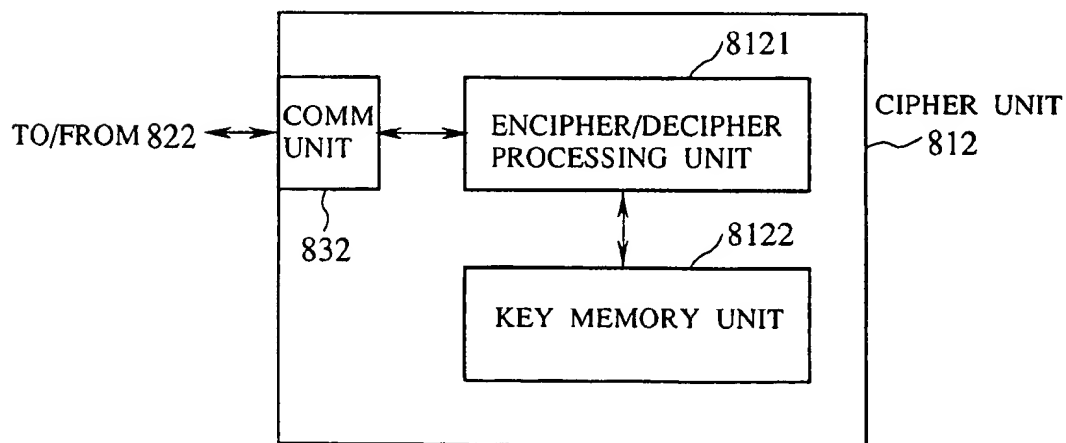 8121
TO/FROM 822
COMM
UNIT
ENCIPHER/DECIPHER
PROCESSING UNIT
CIPHER UNIT
812
832
8122
KEY MEMORY UNIT